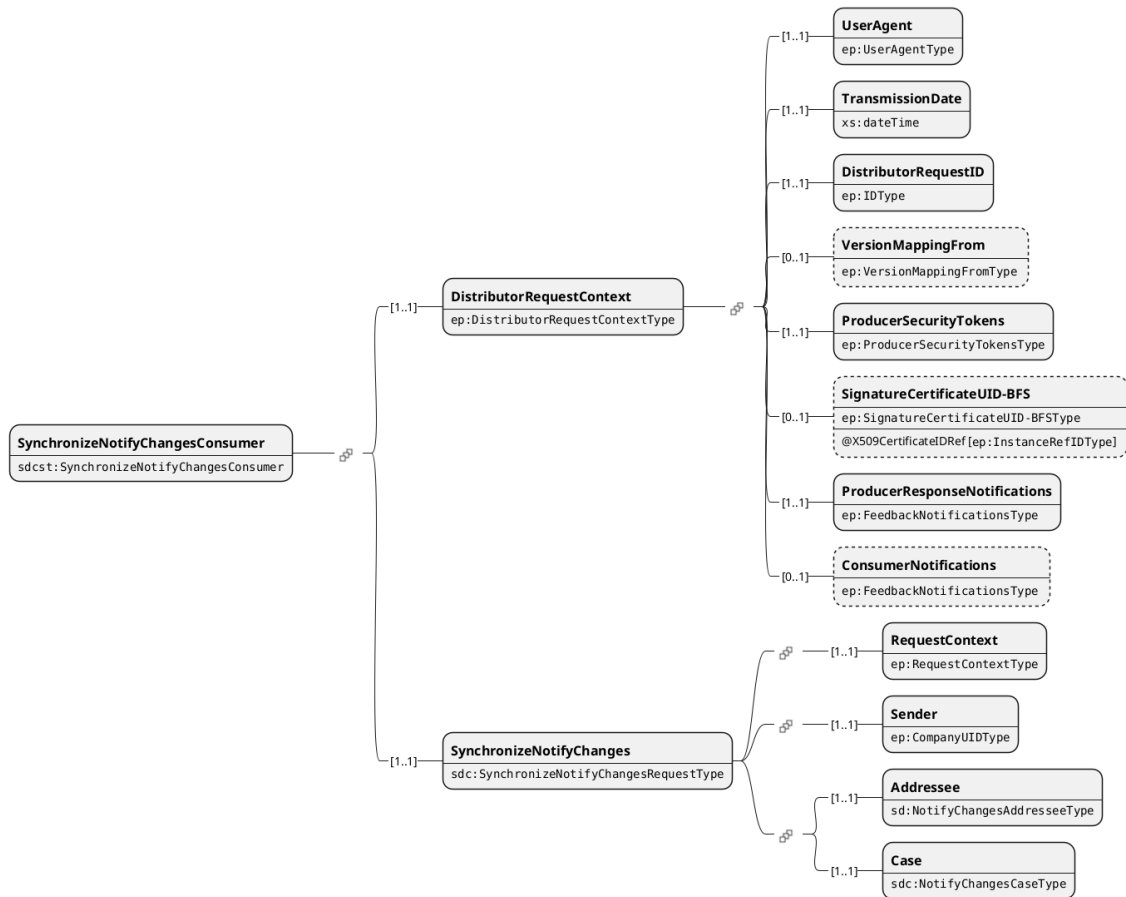 SynchronizeNotifyChangesConsumer
sdcst:SynchronizeNotifyChangesConsumer
[1..1]
DistributorRequestContext
ep:DistributorRequestContextType
[1..1]
UserAgent
ep:UserAgentType
[1..1]
TransmissionDate
xs:dateTime
[1..1]
DistributorRequestID
ep:IDType
[0..1]
VersionMappingFrom
ep:VersionMappingFromType
[1..1]
ProducerSecurityTokens
ep:ProducerSecurityTokensType
[0..1]
SignatureCertificateUID-BFS
ep:SignatureCertificateUID-BFSType
@X509CertificateIDRef [ep:InstanceRefIDType]
[1..1]
ProducerResponseNotifications
ep:FeedbackNotificationsType
[0..1]
ConsumerNotifications
ep:FeedbackNotificationsType
[1..1]
SynchronizeNotifyChanges
sdc:SynchronizeNotifyChangesRequestType
[1..1]
RequestContext
ep:RequestContextType
[1..1]
Sender
ep:CompanyUIDType
[1..1]
Addressee
sd:NotifyChangesAddresseeType
[1..1]
Case
sdc:NotifyChangesCaseType